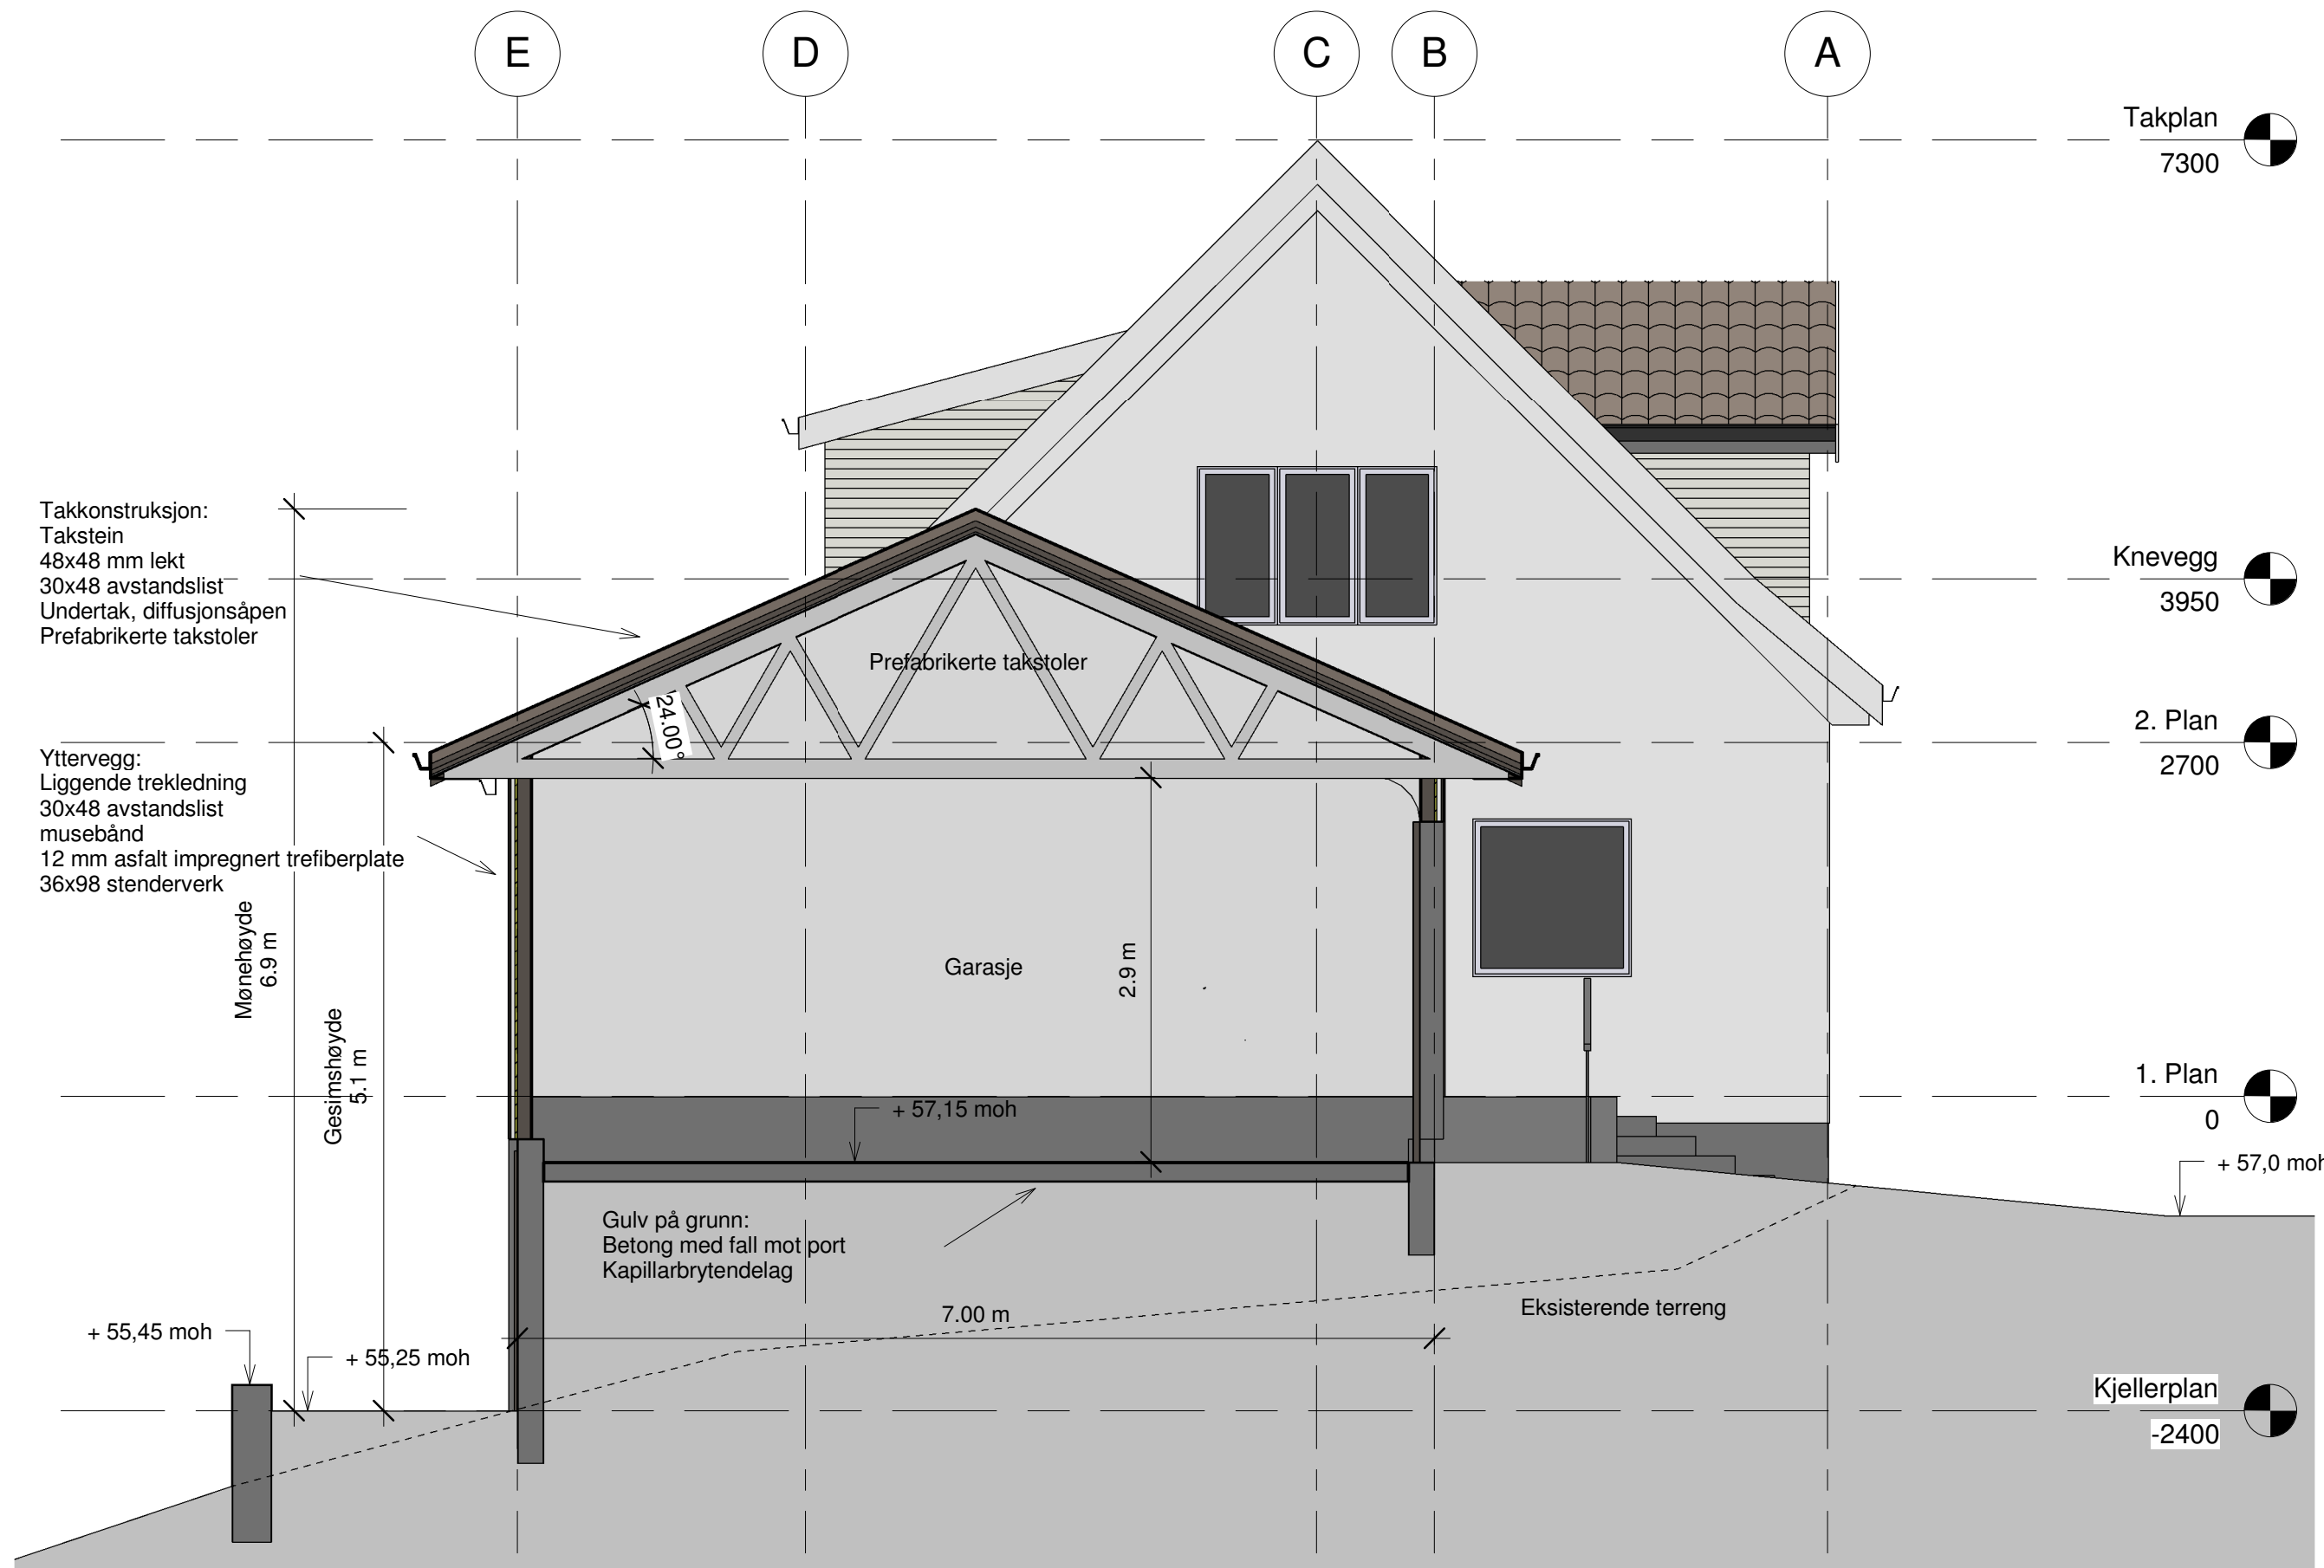 E
D
C
B
A
Takplan
7300
Takkonstruksjon:
Takstein
48x48 mm lekt
30x48 avstandslist
Undertak, diffusjonsåpen
Prefabrikerte takstoler
Knevegg
3950
Prefabrikerte takstoler
24.00°
2. Plan
2700
Yttervegg:
Liggende trekledning
30x48 avstandslist
musebånd
12 mm asfalt impregnert trefiberplate
36x98 stenderverk
Mønehøyde
6.9 m
Gesimshøyde
5.1 m
Garasje
2.9 m
1. Plan
0
+ 57,15 moh
+ 57,0 moh
Gulv på grunn:
Betong med fall mot port
Kapillarbrytendelag
7.00 m
Eksisterende terreng
+ 55,45 moh
+ 55,25 moh
Kjellerplan
-2400